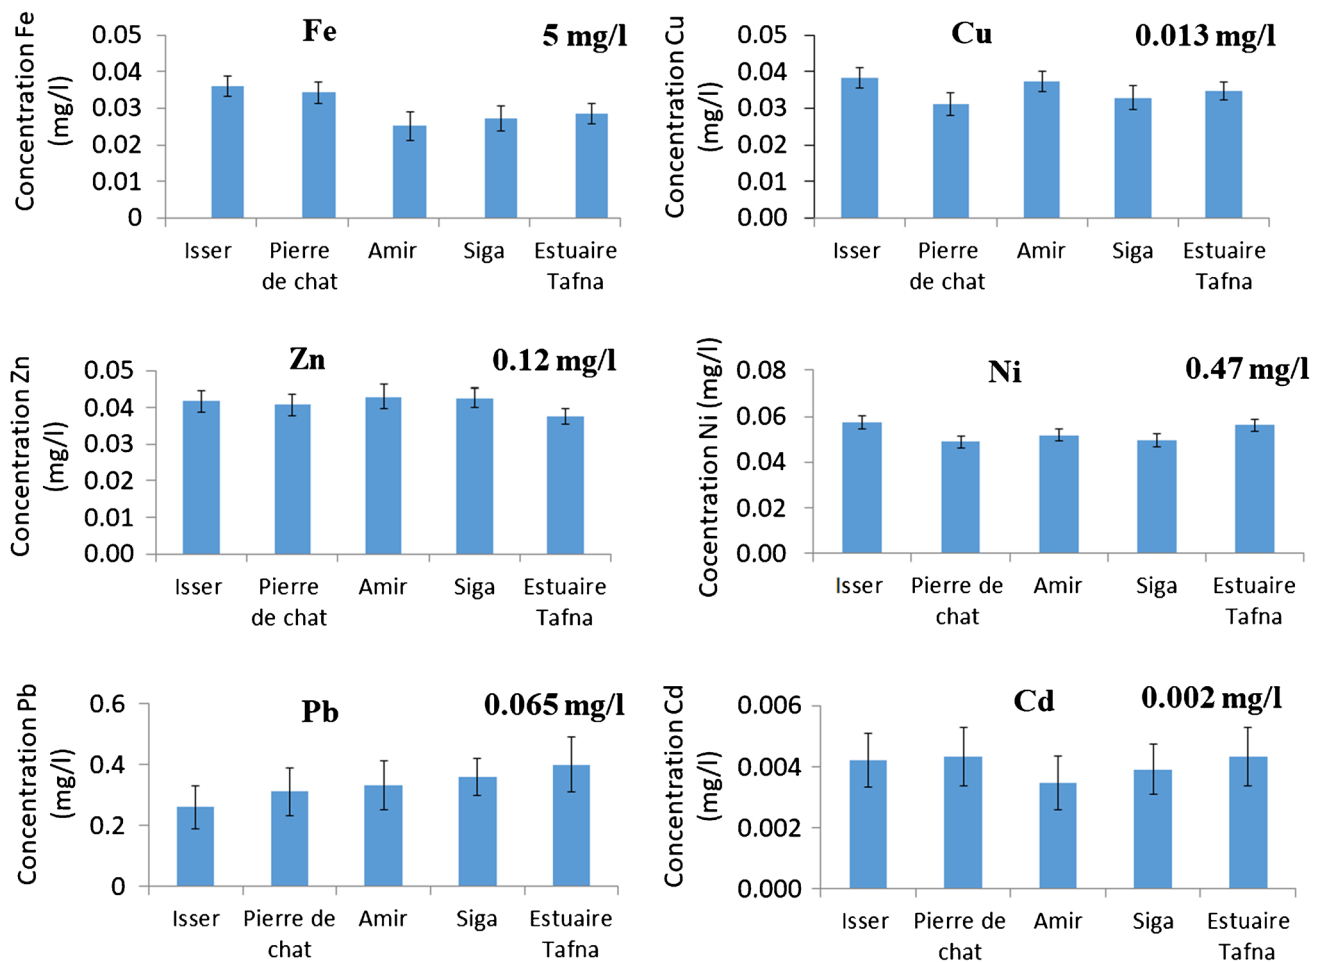 Fe
5 mg/l
Concentration Fe
(mg/l)
0.05
0.04
0.03
0.02
0.01
0
Isser
Pierre
de chat
Amir
Siga
Estuaire
Tafna
Cu
0.013 mg/l
Concentration Cu
(mg/l)
0.05
0.04
0.03
0.02
0.01
0.00
Isser
Pierre
de chat
Amir
Siga
Estuaire
Tafna
Zn
0.12 mg/l
Concentration Zn
(mg/l)
0.05
0.04
0.03
0.02
0.01
0.00
Isser
Pierre
de chat
Amir
Siga
Estuaire
Tafna
Ni
0.47 mg/l
Cocentration Ni (mg/l)
0.08
0.06
0.04
0.02
0.00
Isser
Pierre de
chat
Amir
Siga
Estuaire
Tafna
Pb
0.065 mg/l
Concentration Pb
(mg/l)
0.6
0.4
0.2
0
Isser
Pierre de
chat
Amir
Siga
Estuaire
Tafna
Cd
0.002 mg/l
Concentration Cd
(mg/l)
0.006
0.004
0.002
0.000
Isser
Pierre de
chat
Amir
Siga
Estuaire
Tafna